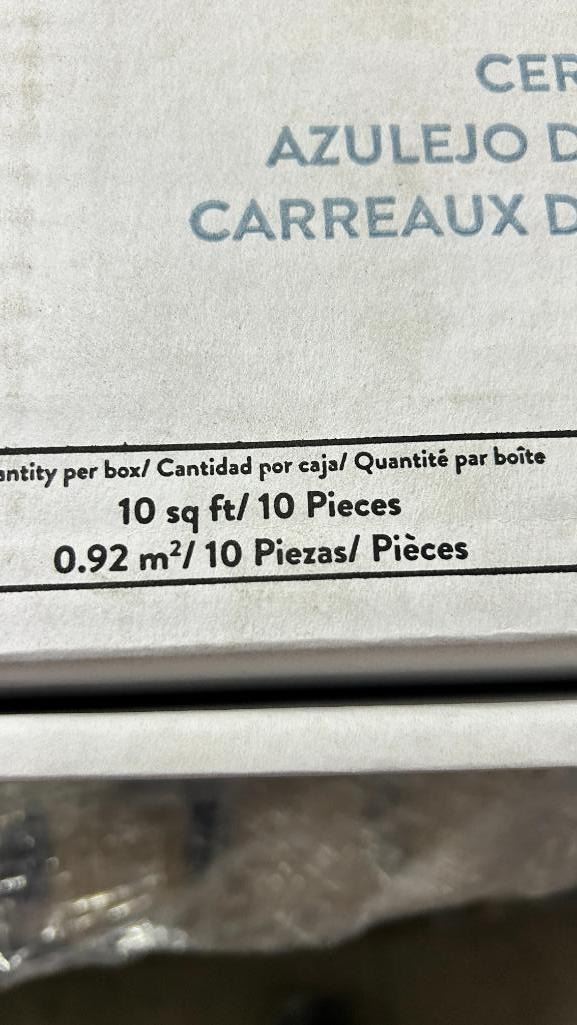 CER
AZULEJO D
CARREAUX D
antity per box/ Cantidad por caja/ Quantité par boîte
10 sq ft/ 10 Pieces
0.92 m²/ 10 Piezas/ Pièces